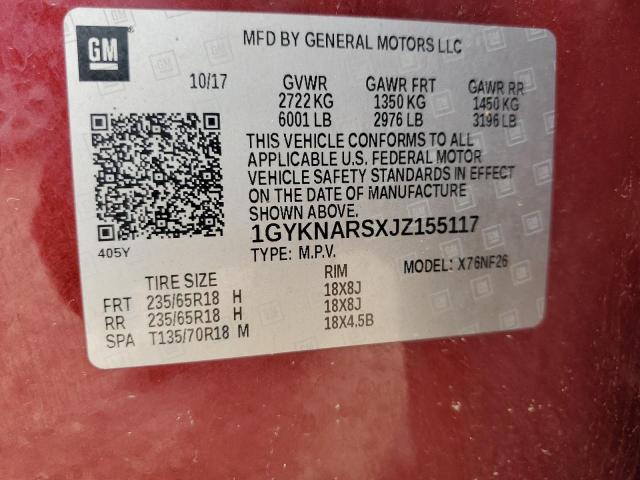 GM
MFD BY GENERAL MOTORS LLC
10/17 GVWR GAWR FRT GAWR RR
2722 KG 1350 KG 1450 KG
6001 LB 2976 LB 3196 LB
THIS VEHICLE CONFORMS TO ALL
APPLICABLE U.S. FEDERAL MOTOR
VEHICLE SAFETY STANDARDS IN EFFECT
ON THE DATE OF MANUFACTURE
SHOWN ABOVE.
1GYKNARSXJZ155117
405Y TYPE: M.P.V. MODEL: X76NF26
TIRE SIZE RIM
FRT 235/65R18 H 18X8J
RR 235/65R18 H 18X8J
SPA T135/70R18 M 18X4.5B